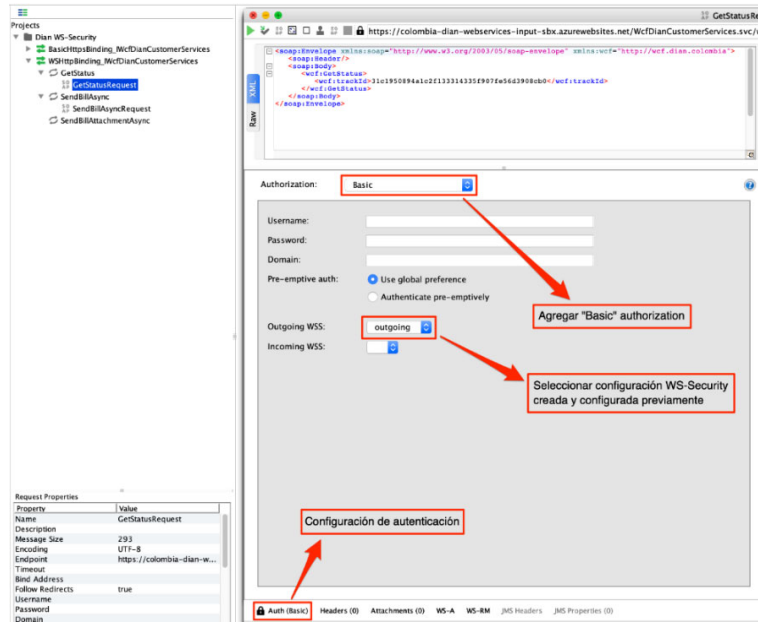 Projects
Dian WS-Security
BasicHttpsBinding_IWcfDianCustomerServices
WSHttpBinding_IWcfDianCustomerServices
GetStatus
GetStatusRequest
SendBillAsync
SendBillAsyncRequest
SendBillAttachmentAsync
Request Properties
Property Value
Name GetStatusRequest
Description
Message Size 293
Encoding UTF-8
Endpoint https://colombia-dian-w...
Timeout
Bind Address
Follow Redirects true
Username
Password
Domain
GetStatusRe
https://colombia-dian-webservices-input-sbx.azurewebsites.net/WcfDianCustomerServices.svc/
XML
Raw
<soap:Envelope xmlns:soap="http://www.w3.org/2003/05/soap-envelope" xmlns:wcf="http://wcf.dian.colombia">
<soap:Header/>
<soap:Body>
<wcf:GetStatus>
<wcf:trackId>31c1950894a1c2f133314335f907fe56d3908cb0</wcf:trackId>
</wcf:GetStatus>
</soap:Body>
</soap:Envelope>
Authorization: Basic
Username:
Password:
Domain:
Pre-emptive auth: Use global preference
Authenticate pre-emptively
Outgoing WSS: outgoing
Incoming WSS:
Agregar "Basic" authorization
Seleccionar configuración WS-Security
creada y configurada previamente
Configuración de autenticación
Auth (Basic) Headers (0) Attachments (0) WS-A WS-RM JMS Headers JMS Properties (0)